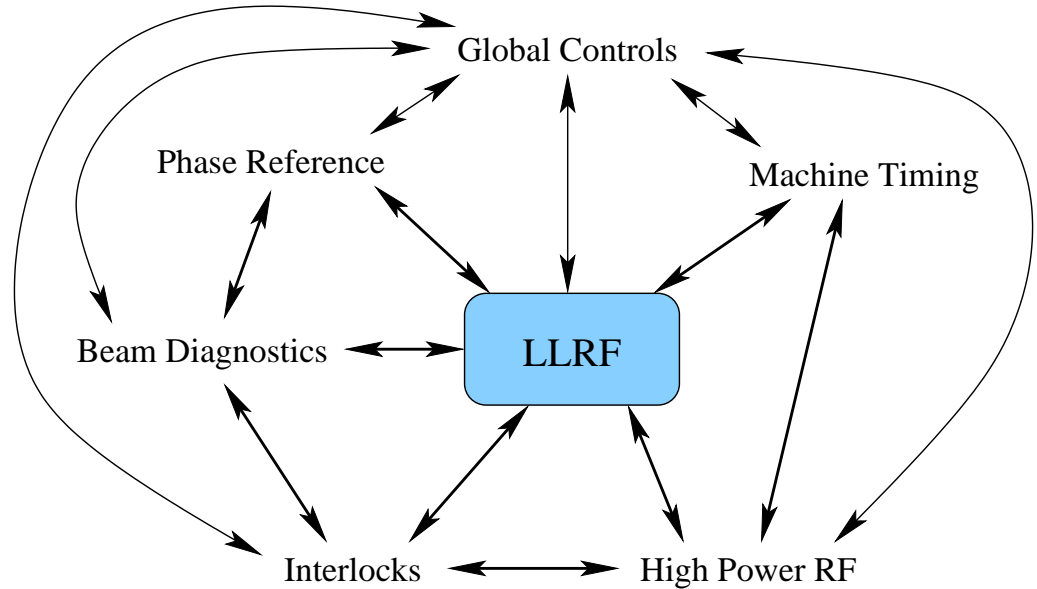 Global Controls
Phase Reference
Machine Timing
Beam Diagnostics
LLRF
Interlocks
High Power RF